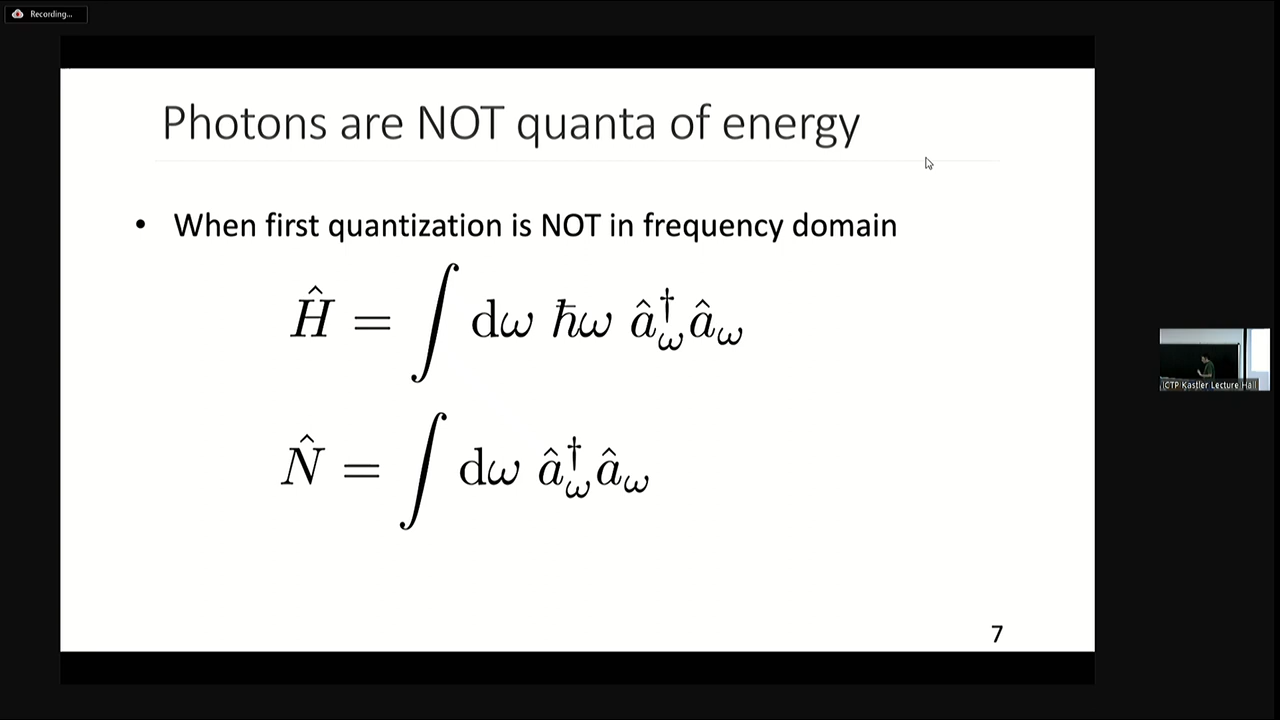 Recording...
Photons are NOT quanta of energy
• When first quantization is NOT in frequency domain
Ĥ = ∫ dω ħω â†_ω â_ω
N̂ = ∫ dω â†_ω â_ω
7
ICTP Kastler Lecture Hall